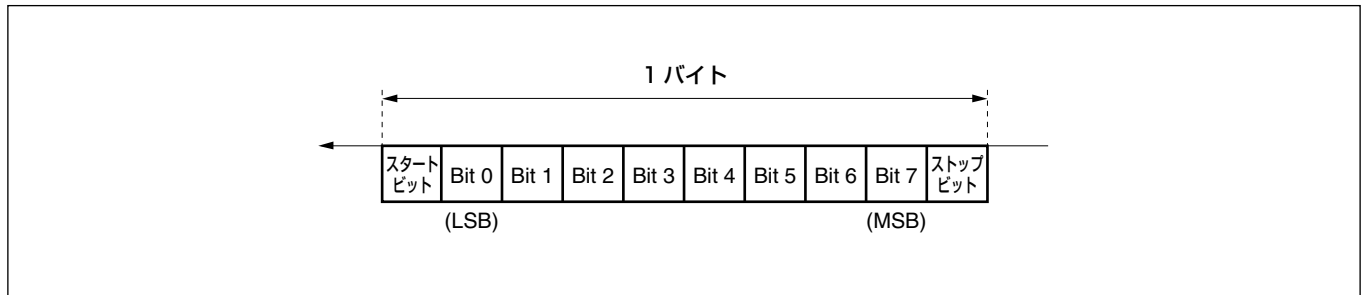 1 バイト
スタート
ビット
Bit 0
Bit 1
Bit 2
Bit 3
Bit 4
Bit 5
Bit 6
Bit 7
ストップ
ビット
(LSB)
(MSB)